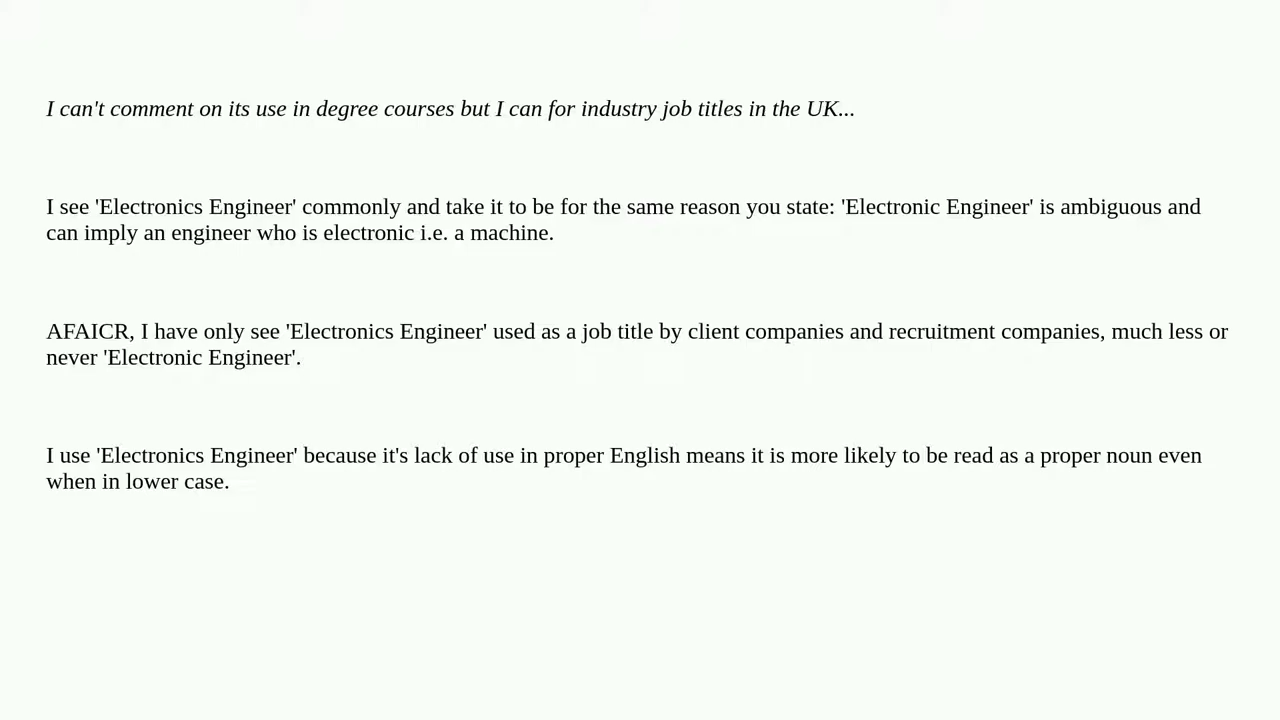 I can't comment on its use in degree courses but I can for industry job titles in the UK...
I see 'Electronics Engineer' commonly and take it to be for the same reason you state: 'Electronic Engineer' is ambiguous and
can imply an engineer who is electronic i.e. a machine.
AFAICR, I have only see 'Electronics Engineer' used as a job title by client companies and recruitment companies, much less or
never 'Electronic Engineer'.
I use 'Electronics Engineer' because it's lack of use in proper English means it is more likely to be read as a proper noun even
when in lower case.